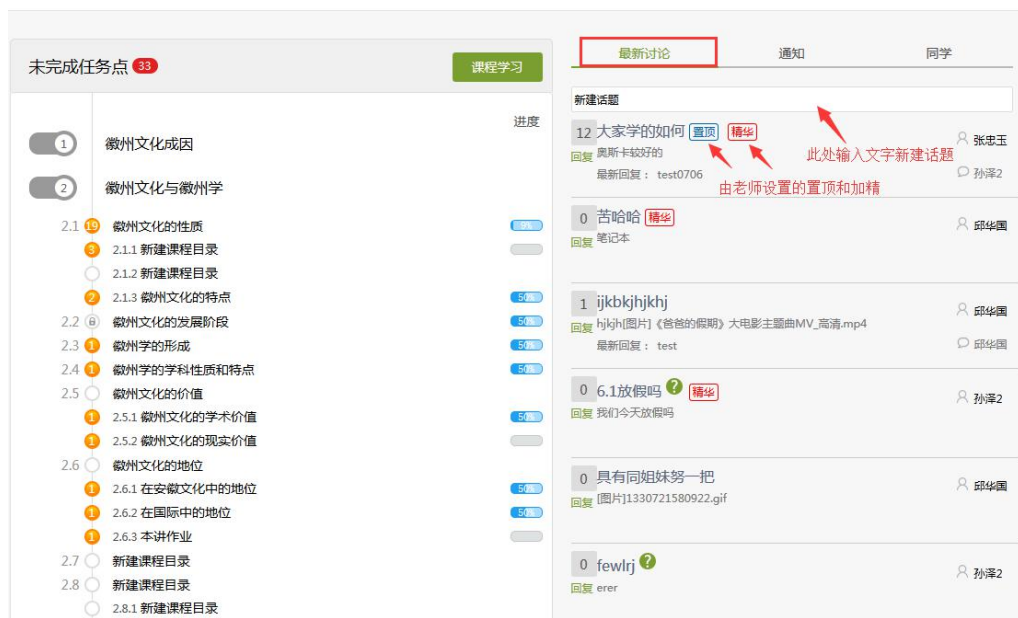 未完成任务点 33
课程学习
进度
1 徽州文化成因
2 徽州文化与徽州学
2.1 19 徽州文化的性质 9%
3 2.1.1 新建课程目录
2.1.2 新建课程目录
2 2.1.3 徽州文化的特点 50%
2.2 徽州文化的发展阶段 50%
2.3 1 徽州学的形成 50%
2.4 1 徽州学的学科性质和特点 50%
2.5 徽州文化的价值
1 2.5.1 徽州文化的学术价值 50%
1 2.5.2 徽州文化的现实价值
2.6 徽州文化的地位
1 2.6.1 在安徽文化中的地位 50%
1 2.6.2 在国际中的地位 50%
1 2.6.3 本讲作业
2.7 新建课程目录
2.8 新建课程目录
2.8.1 新建课程目录
最新讨论 通知 同学
新建话题
12 大家学的如何 置顶 精华 张忠玉
回复 奥斯卡较好的 此处输入文字新建话题
最新回复： test0706 孙泽2
由老师设置的置顶和加精
0 苦哈哈 精华 邱华国
回复 笔记本
1 ijkbkjhjkhj 邱华国
回复 hjkjh[图片]《爸爸的假期》大电影主题曲MV_高清.mp4
最新回复： test 邱华国
0 6.1放假吗 ? 精华 孙泽2
回复 我们今天放假吗
0 具有同姐妹努一把 邱华国
回复 [图片]1330721580922.gif
0 fewlrj ? 孙泽2
回复 erer